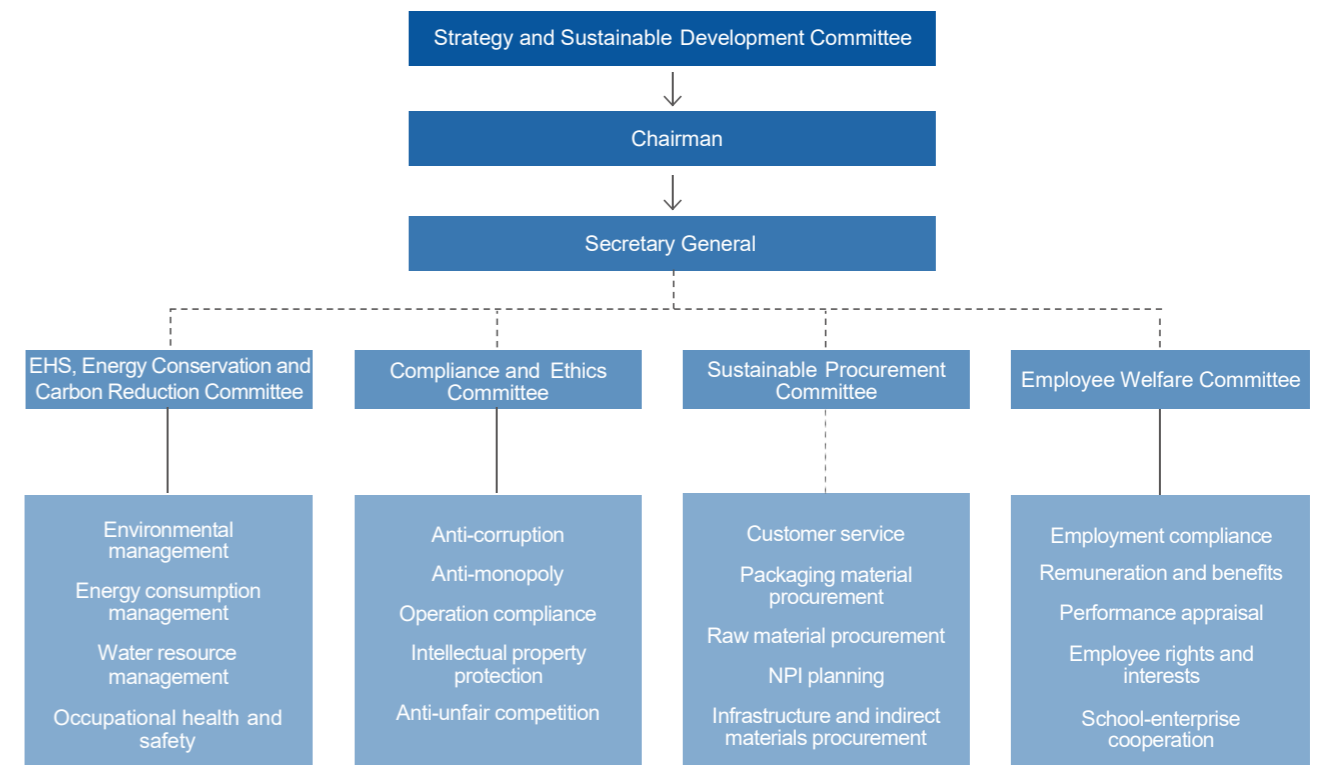 Strategy and Sustainable Development Committee
Chairman
Secretary General
EHS, Energy Conservation and
Carbon Reduction Committee
Compliance and Ethics
Committee
Sustainable Procurement
Committee
Employee Welfare Committee
Environmental
management
Energy consumption
management
Water resource
management
Occupational health and
safety
Anti-corruption
Anti-monopoly
Operation compliance
Intellectual property
protection
Anti-unfair competition
Customer service
Packaging material
procurement
Raw material procurement
NPI planning
Infrastructure and indirect
materials procurement
Employment compliance
Remuneration and benefits
Performance appraisal
Employee rights and
interests
School-enterprise
cooperation